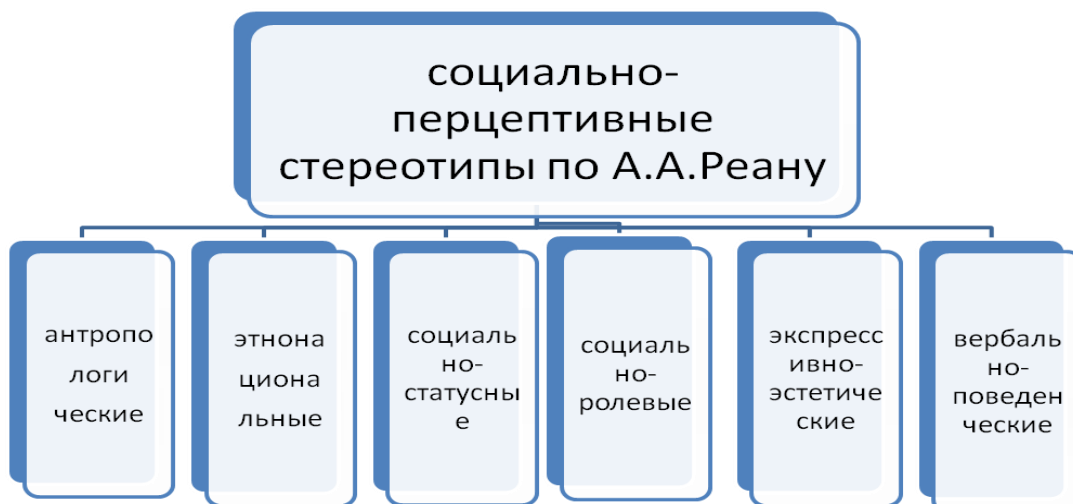 социально-
перцептивные
стереотипы по А.А.Реану
антропо
логи
ческие
этнона
циона
льные
социаль
но-
статусны
е
социаль
но-
ролевые
экспресс
ивно-
эстетиче
ские
вербаль
но-
поведен
ческие